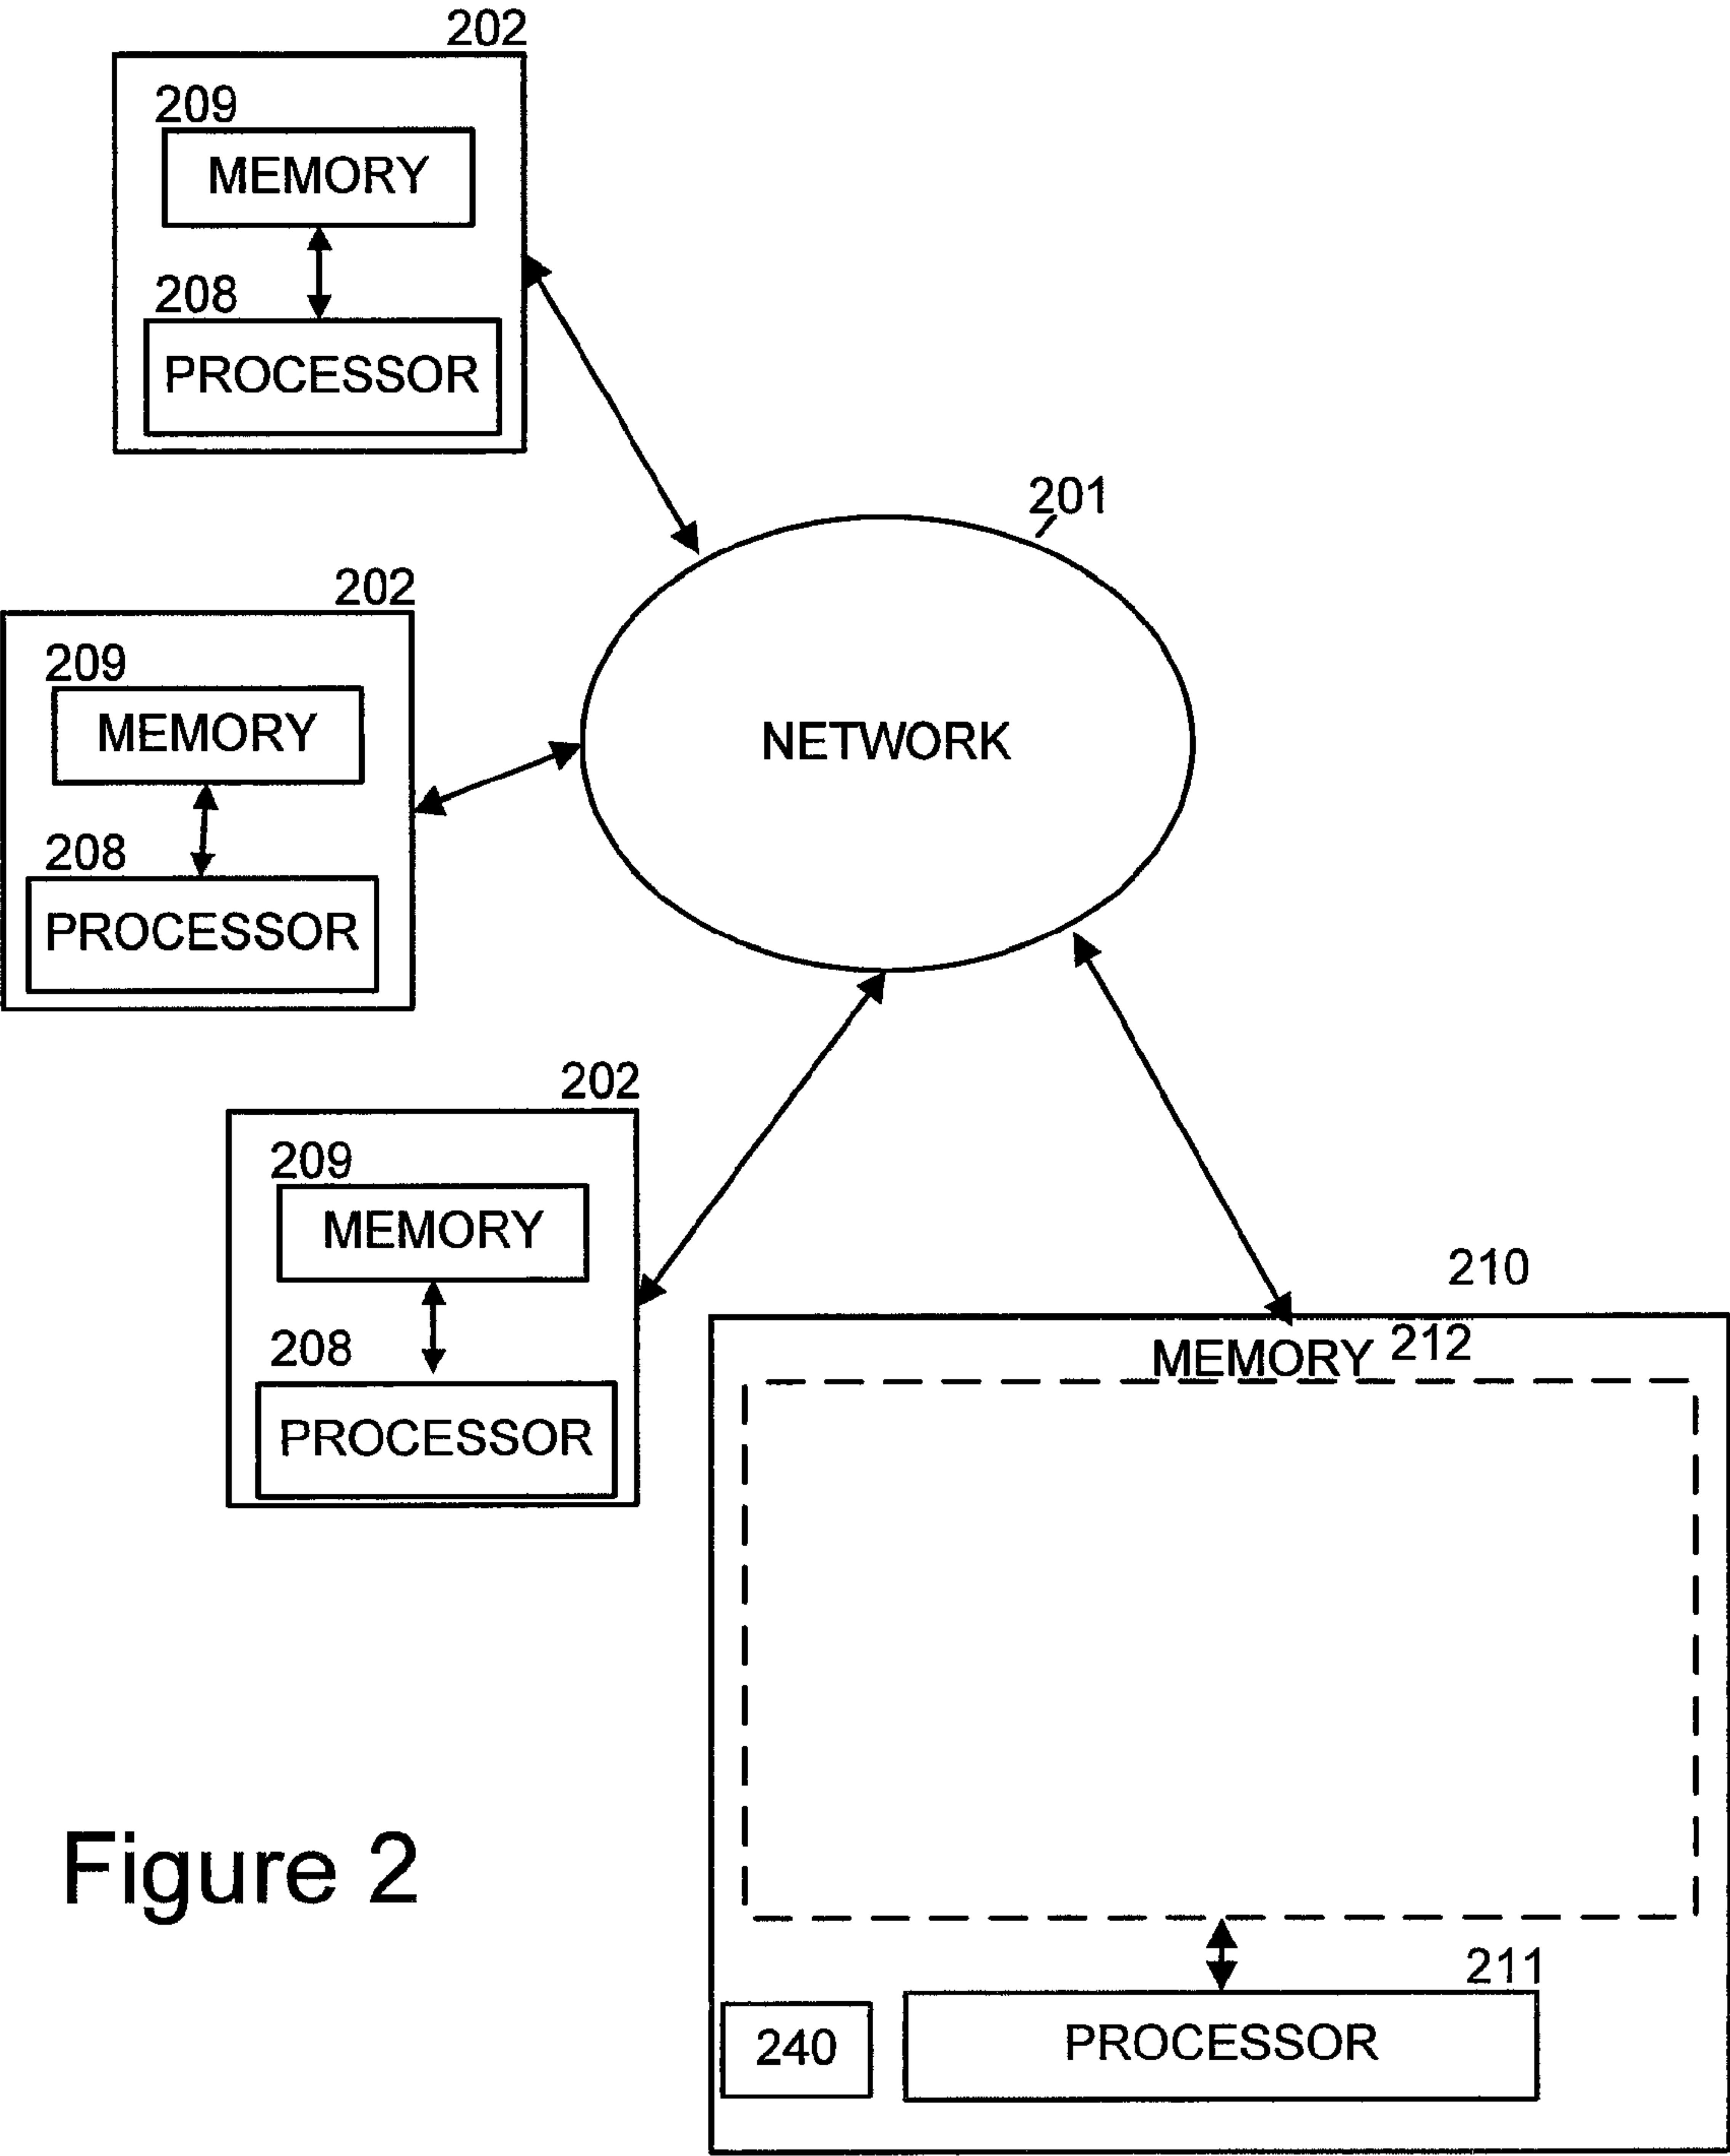 202
209
MEMORY
208
PROCESSOR
201
NETWORK
202
209
MEMORY
208
PROCESSOR
202
209
MEMORY
208
PROCESSOR
210
MEMORY 212
211
240
PROCESSOR
Figure 2